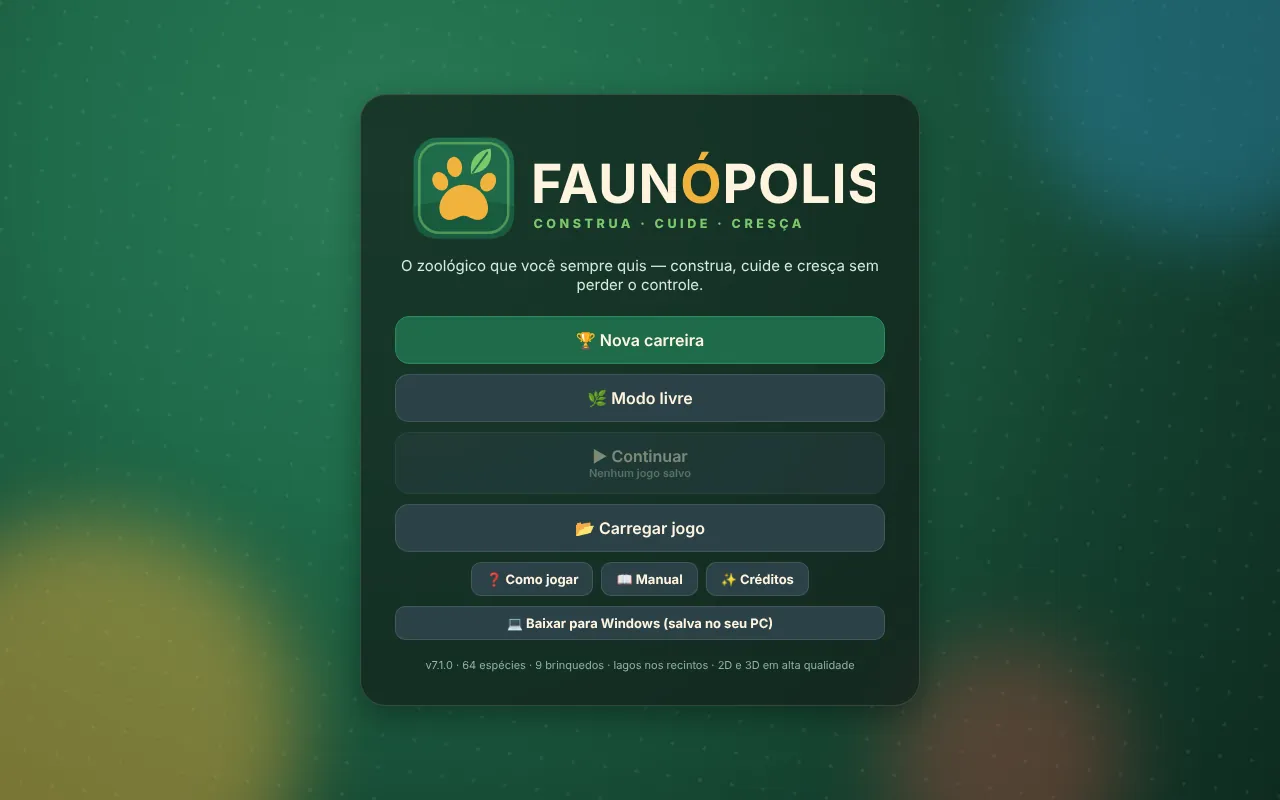 FAUNÓPOLIS
CONSTRUA · CUIDE · CRESÇA
O zoológico que você sempre quis — construa, cuide e cresça sem
perder o controle.
🏆 Nova carreira
🌿 Modo livre
▶ Continuar
Nenhum jogo salvo
📂 Carregar jogo
❓ Como jogar 📖 Manual ✨ Créditos
💻 Baixar para Windows (salva no seu PC)
v7.1.0 · 64 espécies · 9 brinquedos · lagos nos recintos · 2D e 3D em alta qualidade